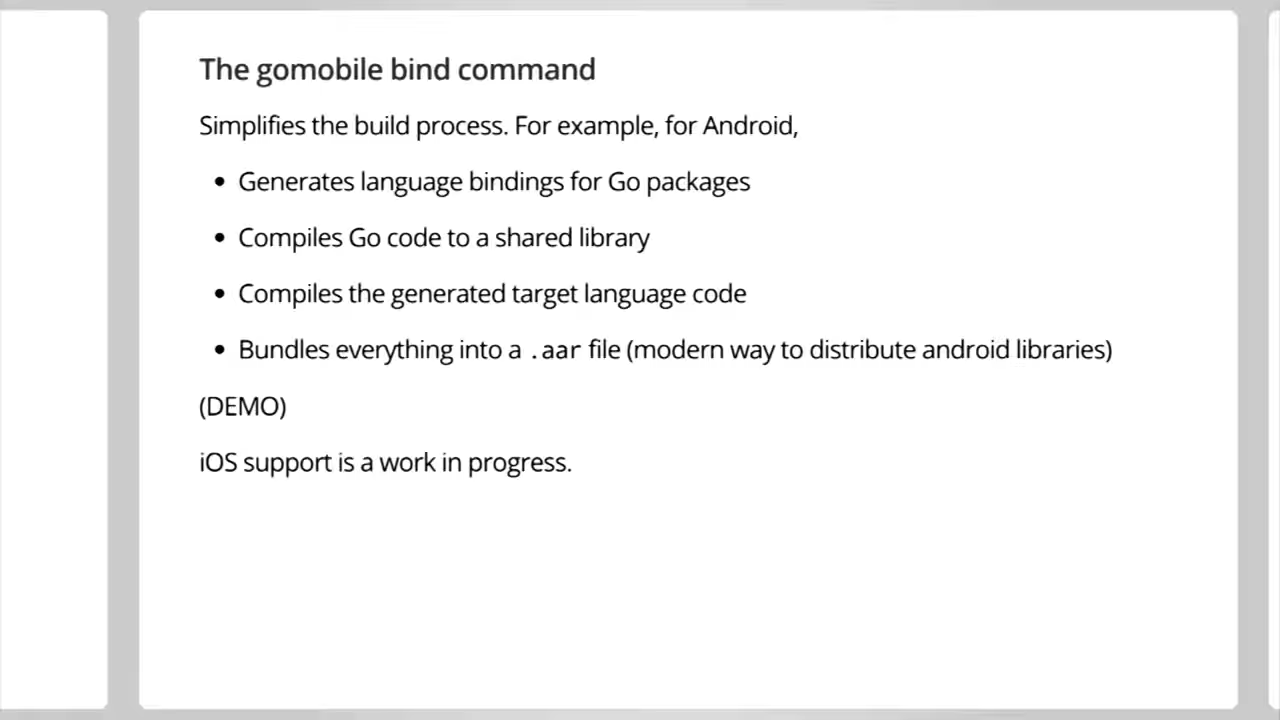 The gomobile bind command
Simplifies the build process. For example, for Android,
• Generates language bindings for Go packages
• Compiles Go code to a shared library
• Compiles the generated target language code
• Bundles everything into a .aar file (modern way to distribute android libraries)
(DEMO)
iOS support is a work in progress.